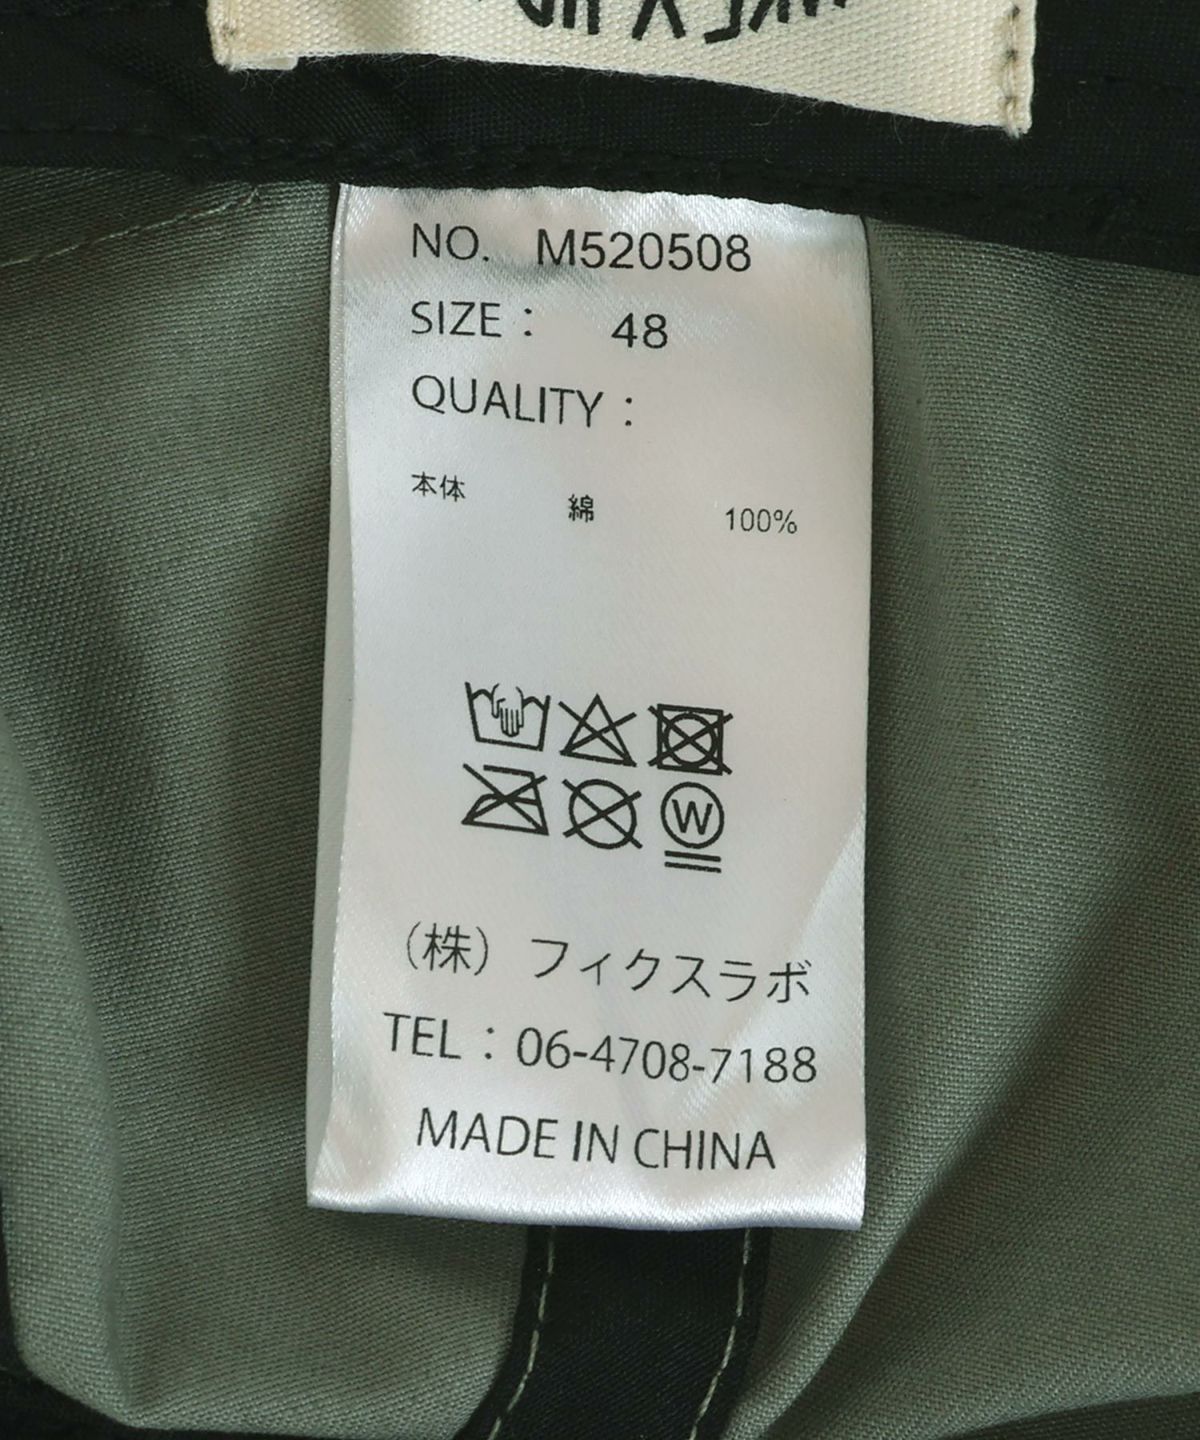 NO. M520508
SIZE : 48
QUALITY :
本体 綿 100%
W
(株) フィクスラボ
TEL : 06-4708-7188
MADE IN CHINA